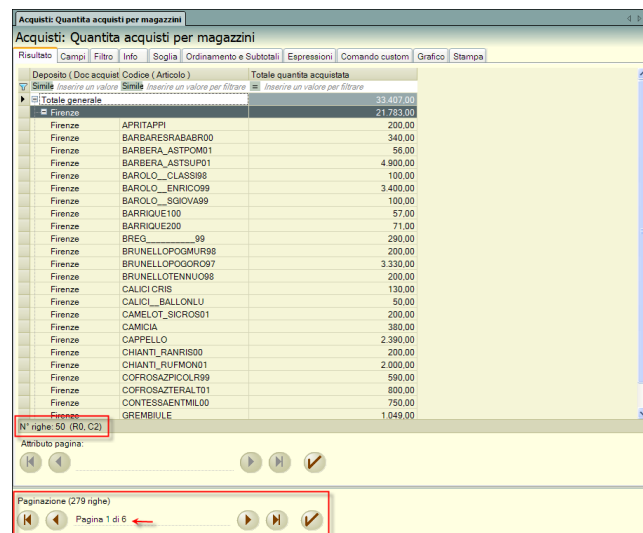 Acquisti: Quantita acquisti per magazzini
Acquisti: Quantita acquisti per magazzini
Risultato Campi Filtro Info Soglia Ordinamento e Subtotali Espressioni Comando custom Grafico Stampa
Deposito ( Doc acquist Codice ( Articolo ) Totale quantita acquistata
Simile Inserire un valore Simile Inserire un valore per filtrare = Inserire un valore per filtrare
Totale generale 33.407,00
Firenze 21.783,00
Firenze APRITAPPI 200,00
Firenze BARBARESRABABR00 340,00
Firenze BARBERA_ASTPOM01 56,00
Firenze BARBERA_ASTSUP01 4.900,00
Firenze BAROLO__CLASSI98 100,00
Firenze BAROLO__ENRICO99 3.400,00
Firenze BAROLO__SGIOVA99 100,00
Firenze BARRIQUE100 57,00
Firenze BARRIQUE200 71,00
Firenze BREG__________99 290,00
Firenze BRUNELLOPOGMUR98 200,00
Firenze BRUNELLOPOGORO97 3.330,00
Firenze BRUNELLOTENNUO98 200,00
Firenze CALICI CRIS 130,00
Firenze CALICI__BALLONLU 50,00
Firenze CAMELOT_SICROS01 200,00
Firenze CAMICIA 380,00
Firenze CAPPELLO 2.390,00
Firenze CHIANTI_RANRIS00 200,00
Firenze CHIANTI_RUFMON01 2.000,00
Firenze COFROSAZPICOLR99 590,00
Firenze COFROSAZTERALT01 800,00
Firenze CONTESSAENTMIL00 750,00
Firenze GREMBIULE 1.049,00
N° righe: 50 (R0, C2)
Attributo pagina:
Paginazione (279 righe)
Pagina 1 di 6